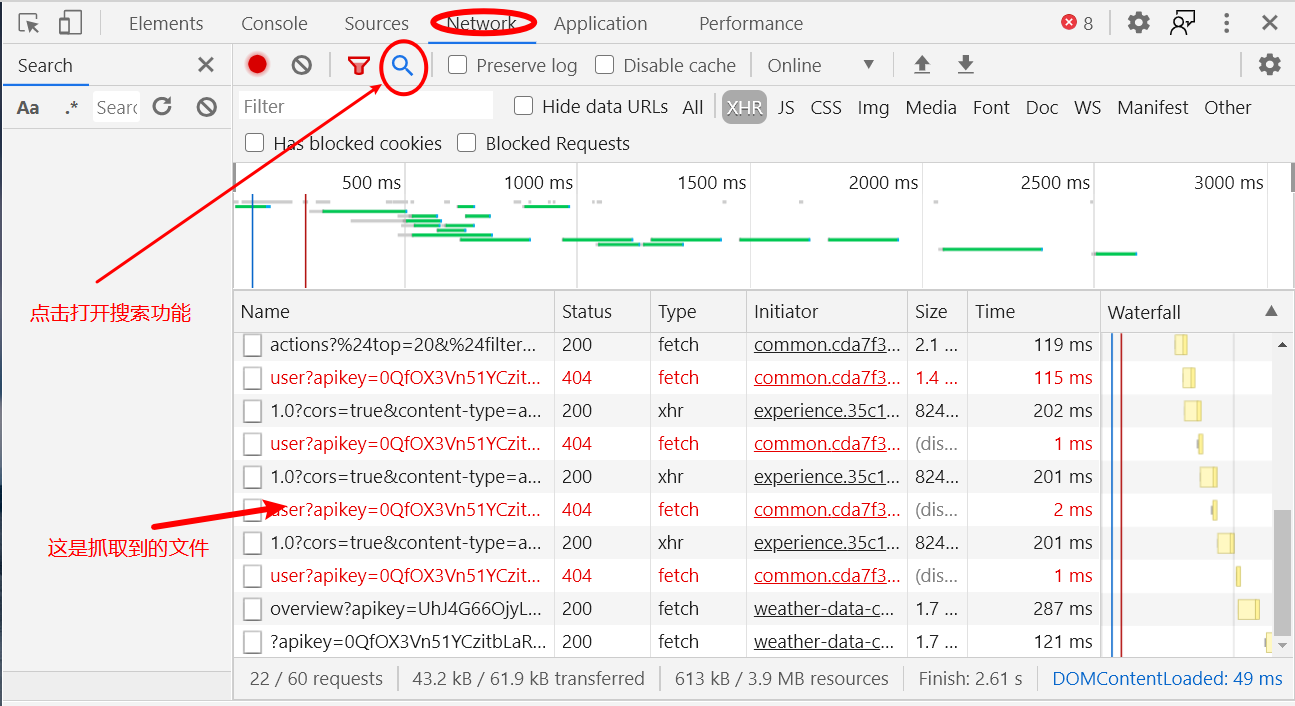 Elements Console Sources Network Application Performance 8
Search
Preserve log Disable cache Online
Aa .* Searc
Filter Hide data URLs All XHR JS CSS Img Media Font Doc WS Manifest Other
Has blocked cookies Blocked Requests
500 ms 1000 ms 1500 ms 2000 ms 2500 ms 3000 ms
点击打开搜索功能
Name Status Type Initiator Size Time Waterfall
actions?%24top=20&%24filter... 200 fetch common.cda7f3... 2.1 ... 119 ms
user?apikey=0QfOX3Vn51YCzit... 404 fetch common.cda7f3... 1.4 ... 115 ms
1.0?cors=true&content-type=a... 200 xhr experience.35c1... 824... 202 ms
user?apikey=0QfOX3Vn51YCzit... 404 fetch common.cda7f3... (dis... 1 ms
1.0?cors=true&content-type=a... 200 xhr experience.35c1... 824... 201 ms
user?apikey=0QfOX3Vn51YCzit... 404 fetch common.cda7f3... (dis... 2 ms
这是抓取到的文件
1.0?cors=true&content-type=a... 200 xhr experience.35c1... 824... 201 ms
user?apikey=0QfOX3Vn51YCzit... 404 fetch common.cda7f3... (dis... 1 ms
overview?apikey=UhJ4G66OjyL... 200 fetch weather-data-c... 1.7 ... 287 ms
?apikey=0QfOX3Vn51YCzitbLaR... 200 fetch weather-data-c... 1.7 ... 121 ms
22 / 60 requests 43.2 kB / 61.9 kB transferred 613 kB / 3.9 MB resources Finish: 2.61 s DOMContentLoaded: 49 ms